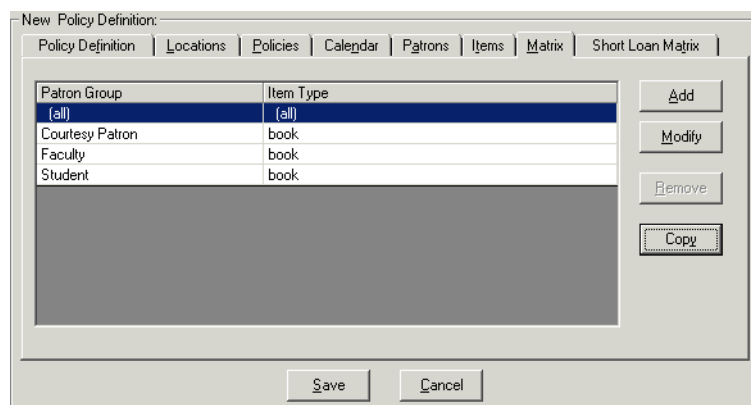 New Policy Definition:
Policy Definition Locations Policies Calendar Patrons Items Matrix Short Loan Matrix
Patron Group Item Type
(all) (all)
Courtesy Patron book
Faculty book
Student book
Add
Modify
Remove
Copy
Save Cancel